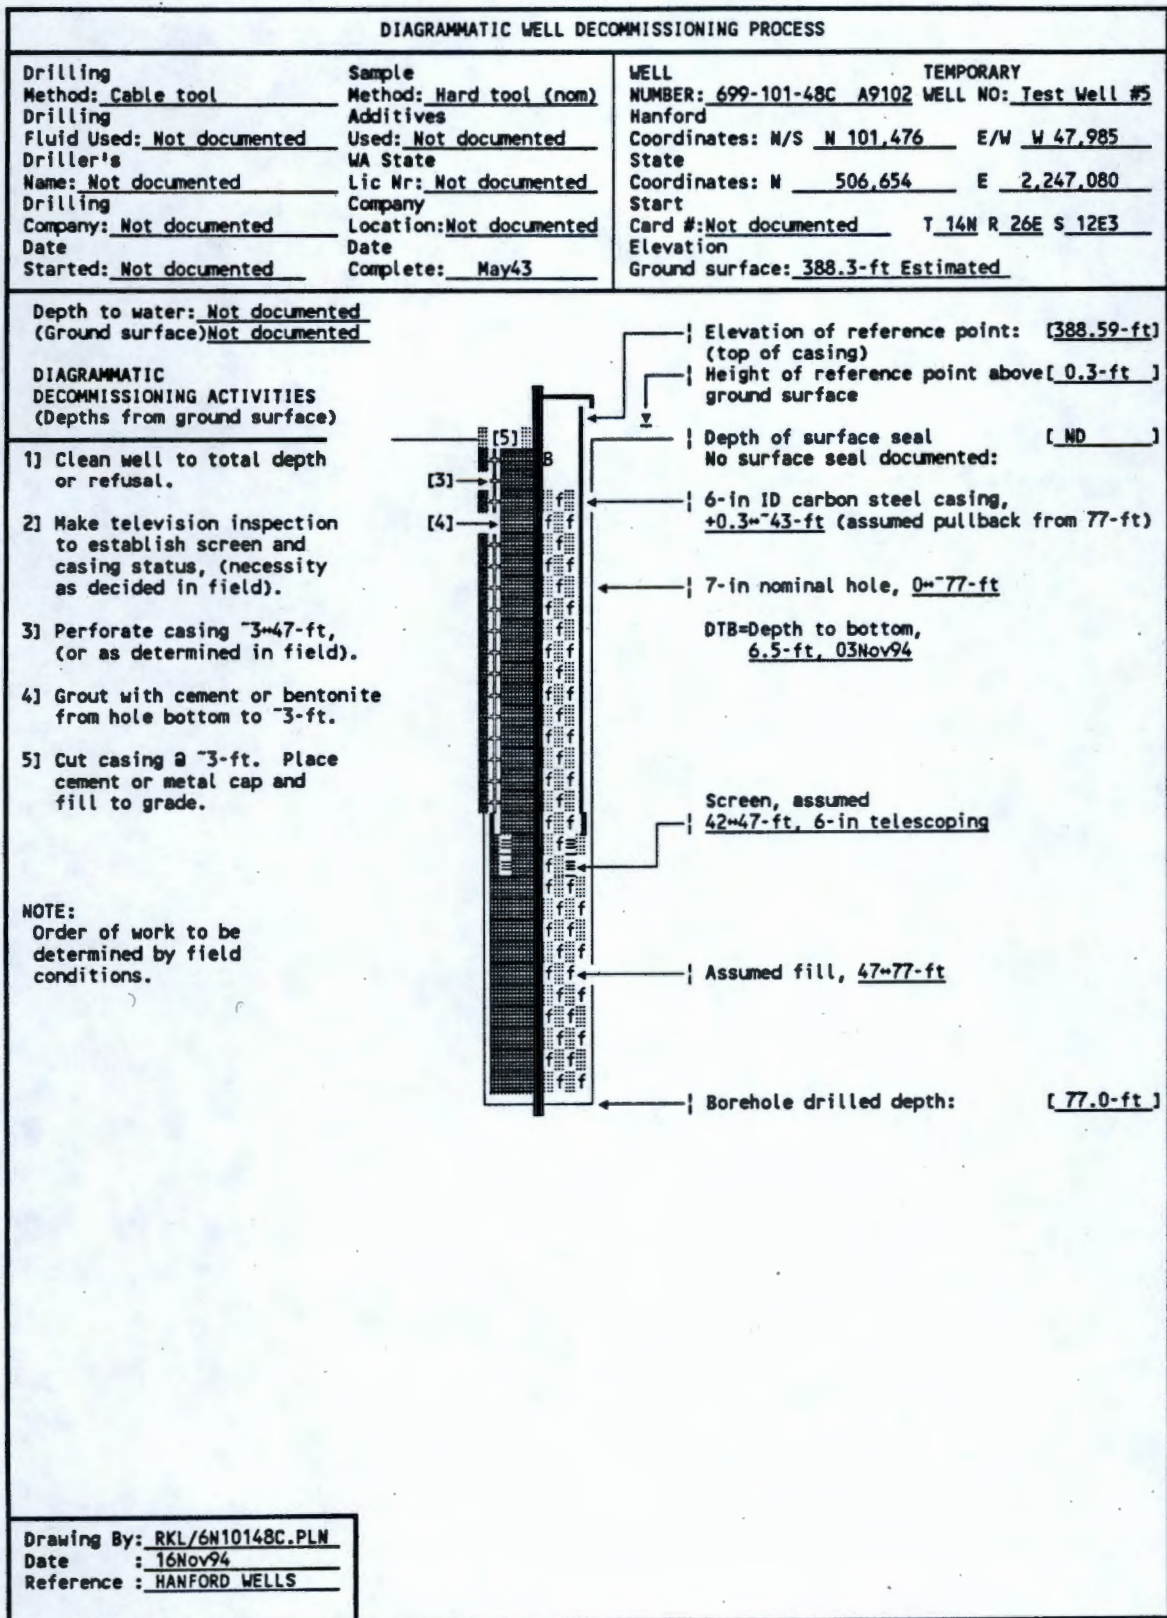 DIAGRAMMATIC WELL DECOMMISSIONING PROCESS
Drilling
Method: Cable tool
Drilling
Fluid Used: Not documented
Driller's
Name: Not documented
Drilling
Company: Not documented
Date
Started: Not documented
Sample
Method: Hard tool (nom)
Additives
Used: Not documented
WA State
Lic Nr: Not documented
Company
Location: Not documented
Date
Complete: May43
WELL TEMPORARY
NUMBER: 699-101-48C A9102 WELL NO: Test Well #5
Hanford
Coordinates: N/S N 101,476 E/W W 47,985
State
Coordinates: N 506,654 E 2,247,080
Start
Card #: Not documented T 14N R 26E S 12E3
Elevation
Ground surface: 388.3-ft Estimated
Depth to water: Not documented
(Ground surface) Not documented
DIAGRAMMATIC
DECOMMISSIONING ACTIVITIES
(Depths from ground surface)
1] Clean well to total depth
or refusal.
2] Make television inspection
to establish screen and
casing status, (necessity
as decided in field).
3] Perforate casing ~3↔47-ft,
(or as determined in field).
4] Grout with cement or bentonite
from hole bottom to ~3-ft.
5] Cut casing @ ~3-ft. Place
cement or metal cap and
fill to grade.
NOTE:
Order of work to be
determined by field
conditions.
[5]
B
[3]
[4]
Elevation of reference point: [388.59-ft]
(top of casing)
Height of reference point above [ 0.3-ft ]
ground surface
Depth of surface seal [ ND ]
No surface seal documented:
6-in ID carbon steel casing,
+0.3↔~43-ft (assumed pullback from 77-ft)
7-in nominal hole, 0↔~77-ft
DTB=Depth to bottom,
6.5-ft, 03Nov94
Screen, assumed
42↔47-ft, 6-in telescoping
Assumed fill, 47↔77-ft
Borehole drilled depth: [ 77.0-ft ]
Drawing By: RKL/6N10148C.PLN
Date : 16Nov94
Reference : HANFORD WELLS